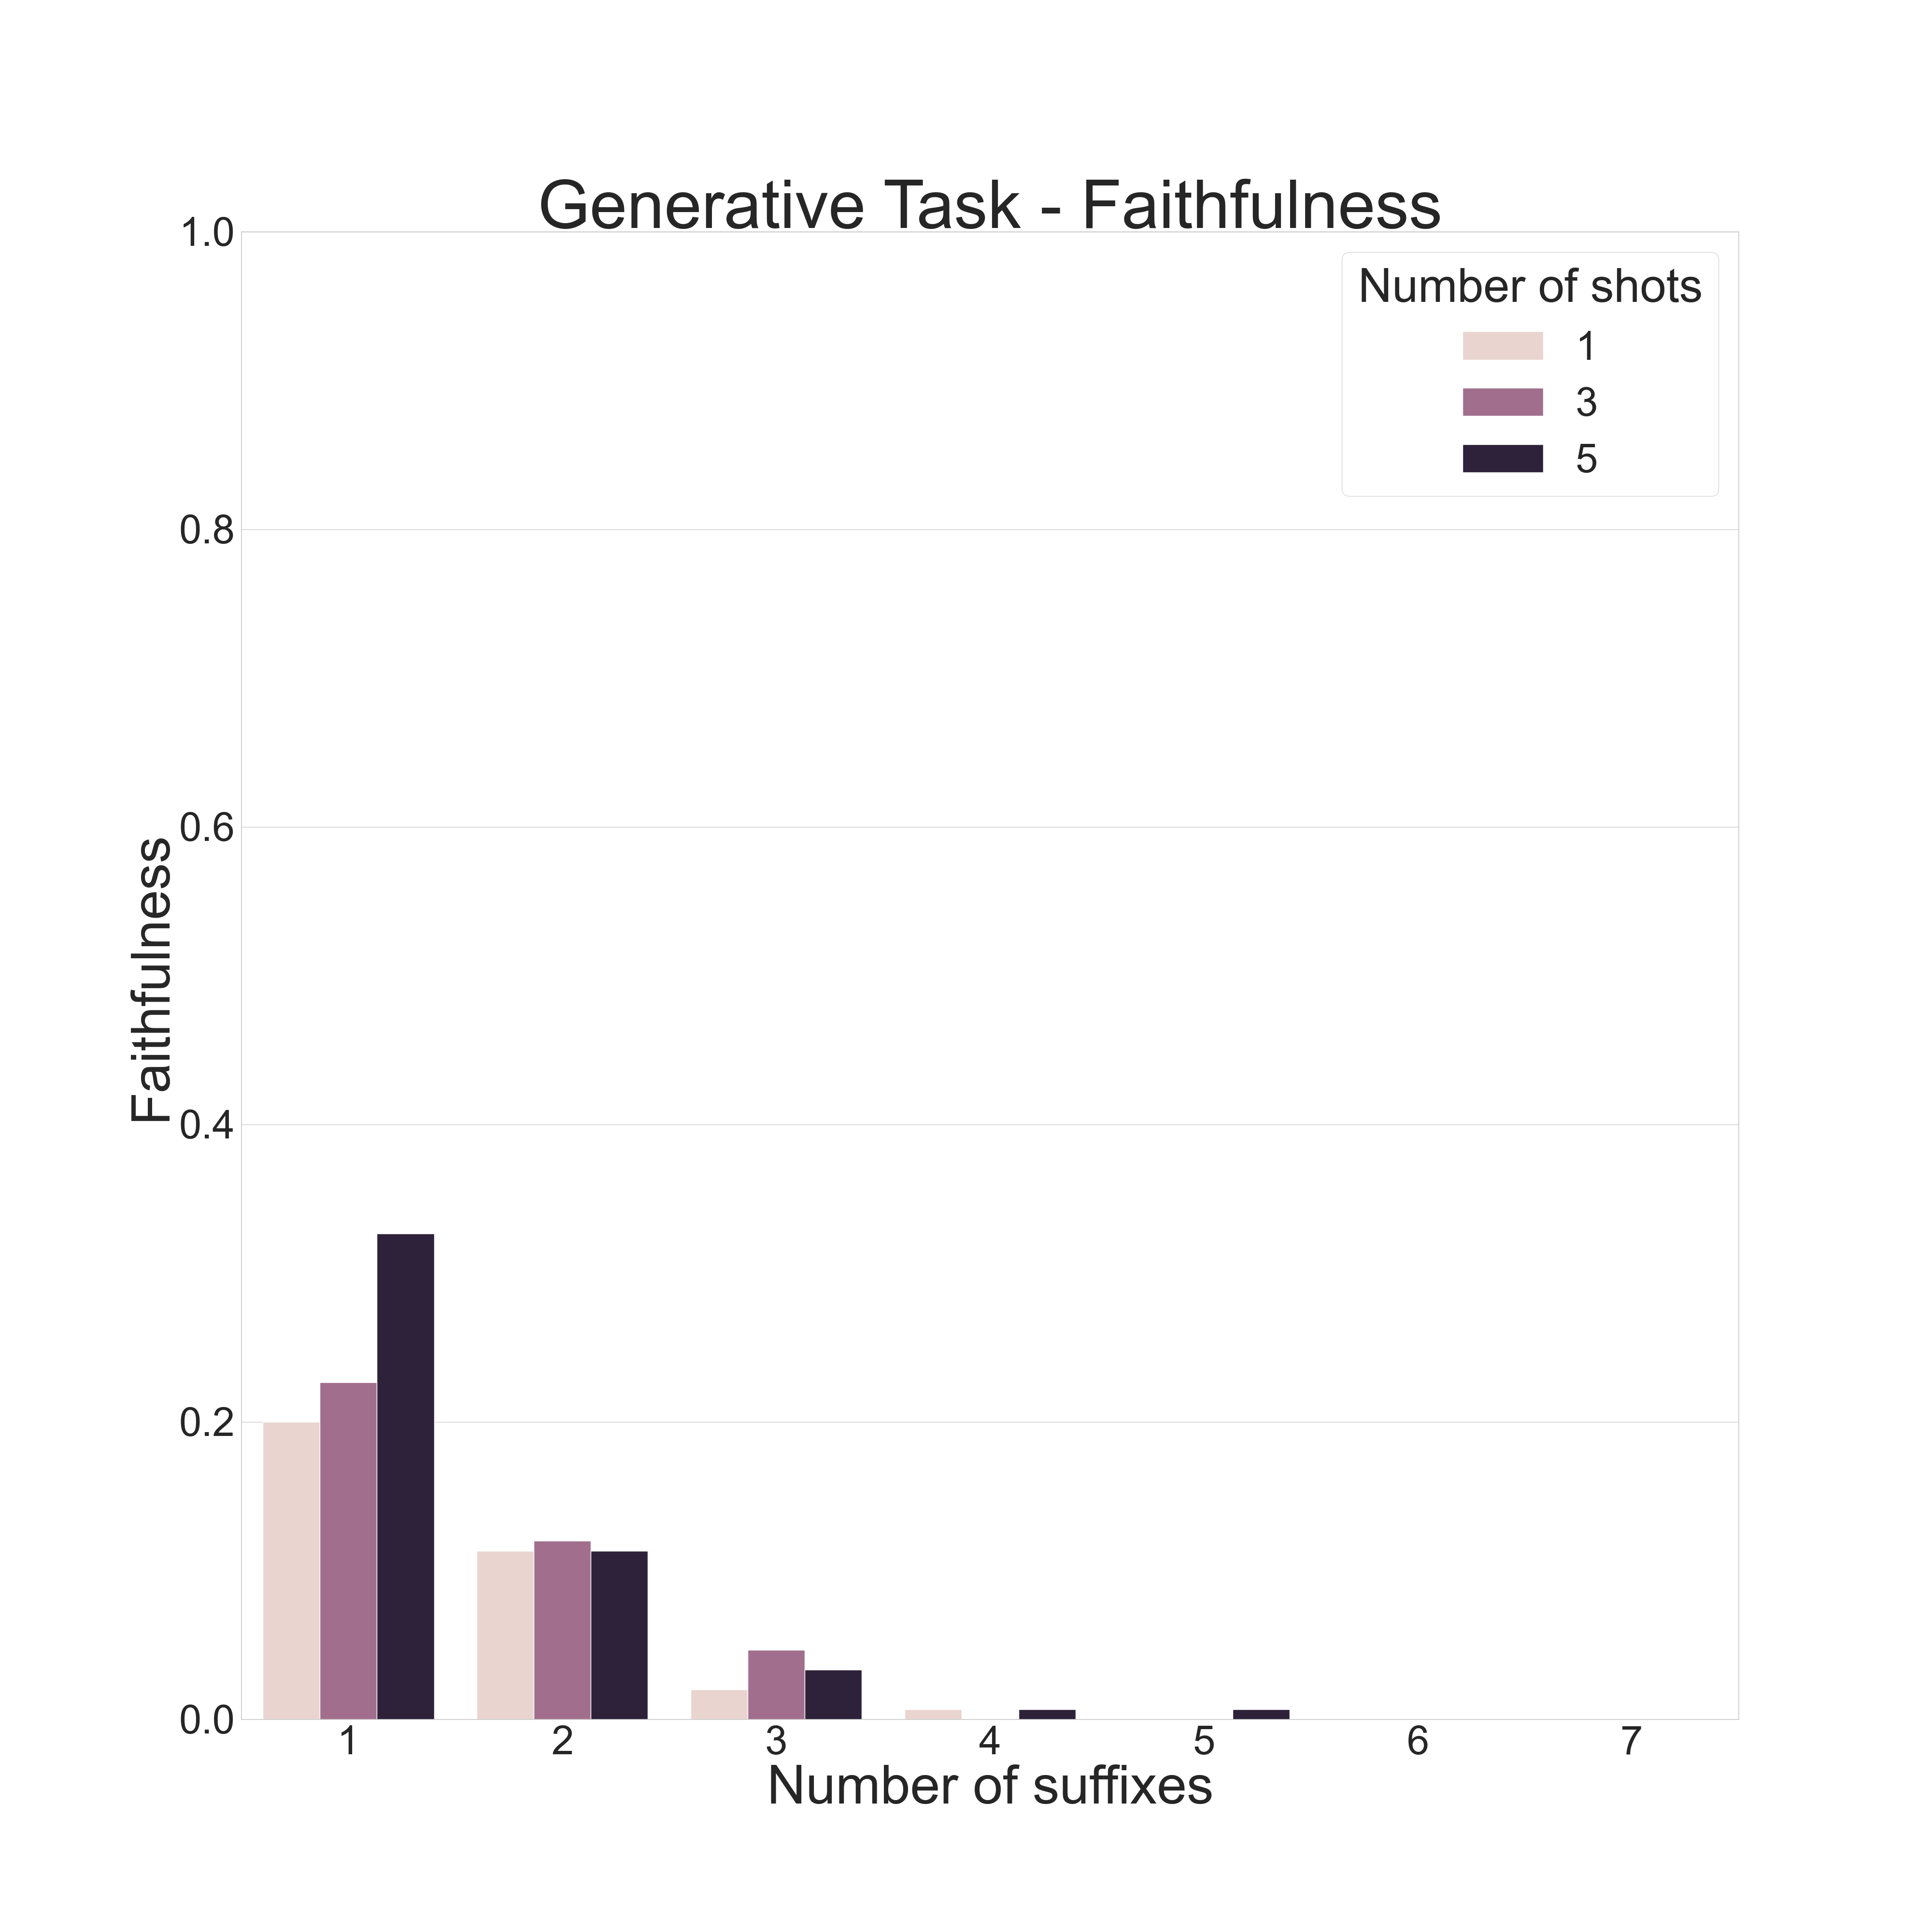 Generative Task - Faithfulness
Number of shots
1
3
5
Faithfulness
1.0
0.8
0.6
0.4
0.2
0.0
1 2 3 4 5 6 7
Number of suffixes